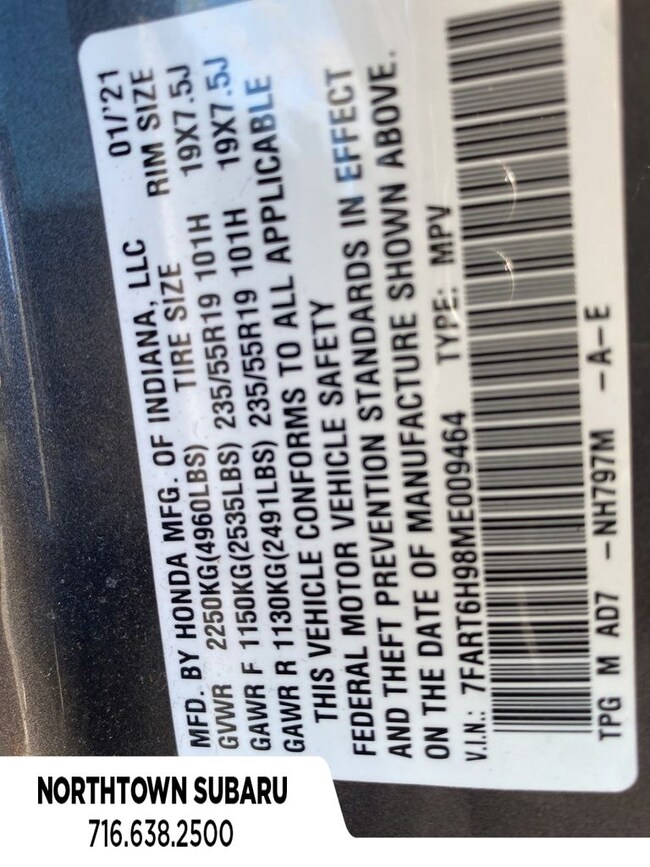 MFD. BY HONDA MFG. OF INDIANA, LLC 01/'21
GVWR 2250KG(4960LBS) TIRE SIZE RIM SIZE
GAWR F 1150KG(2535LBS) 235/55R19 101H 19X7.5J
GAWR R 1130KG(2491LBS) 235/55R19 101H 19X7.5J
THIS VEHICLE CONFORMS TO ALL APPLICABLE
FEDERAL MOTOR VEHICLE SAFETY
AND THEFT PREVENTION STANDARDS IN EFFECT
ON THE DATE OF MANUFACTURE SHOWN ABOVE.
V.I.N.: 7FART6H98ME009464 TYPE: MPV
TPG M AD7 -NH797M -A-E
NORTHTOWN SUBARU
716.638.2500